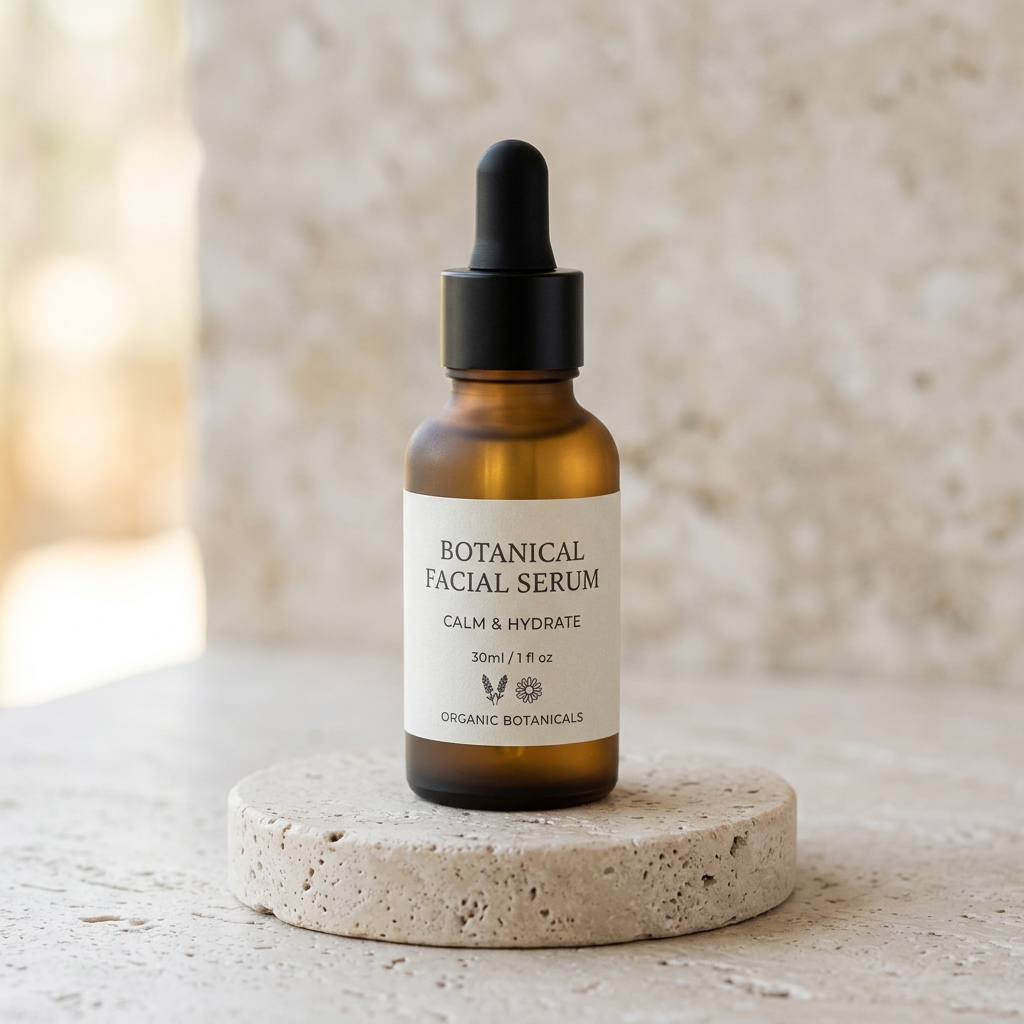 BOTANICAL
FACIAL SERUM
CALM & HYDRATE
30ml / 1 fl oz
ORGANIC BOTANICALS